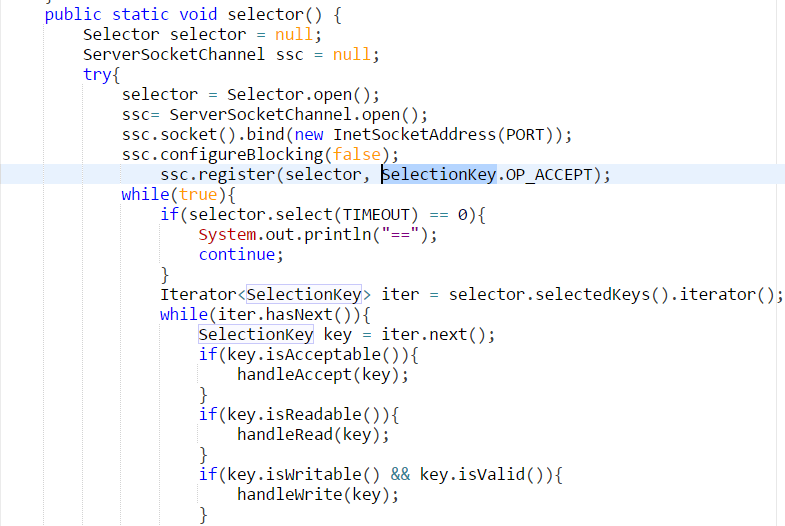 public static void selector() {
Selector selector = null;
ServerSocketChannel ssc = null;
try{
selector = Selector.open();
ssc= ServerSocketChannel.open();
ssc.socket().bind(new InetSocketAddress(PORT));
ssc.configureBlocking(false);
ssc.register(selector, SelectionKey.OP_ACCEPT);
while(true){
if(selector.select(TIMEOUT) == 0){
System.out.println("==");
continue;
}
Iterator<SelectionKey> iter = selector.selectedKeys().iterator();
while(iter.hasNext()){
SelectionKey key = iter.next();
if(key.isAcceptable()){
handleAccept(key);
}
if(key.isReadable()){
handleRead(key);
}
if(key.isWritable() && key.isValid()){
handleWrite(key);
}